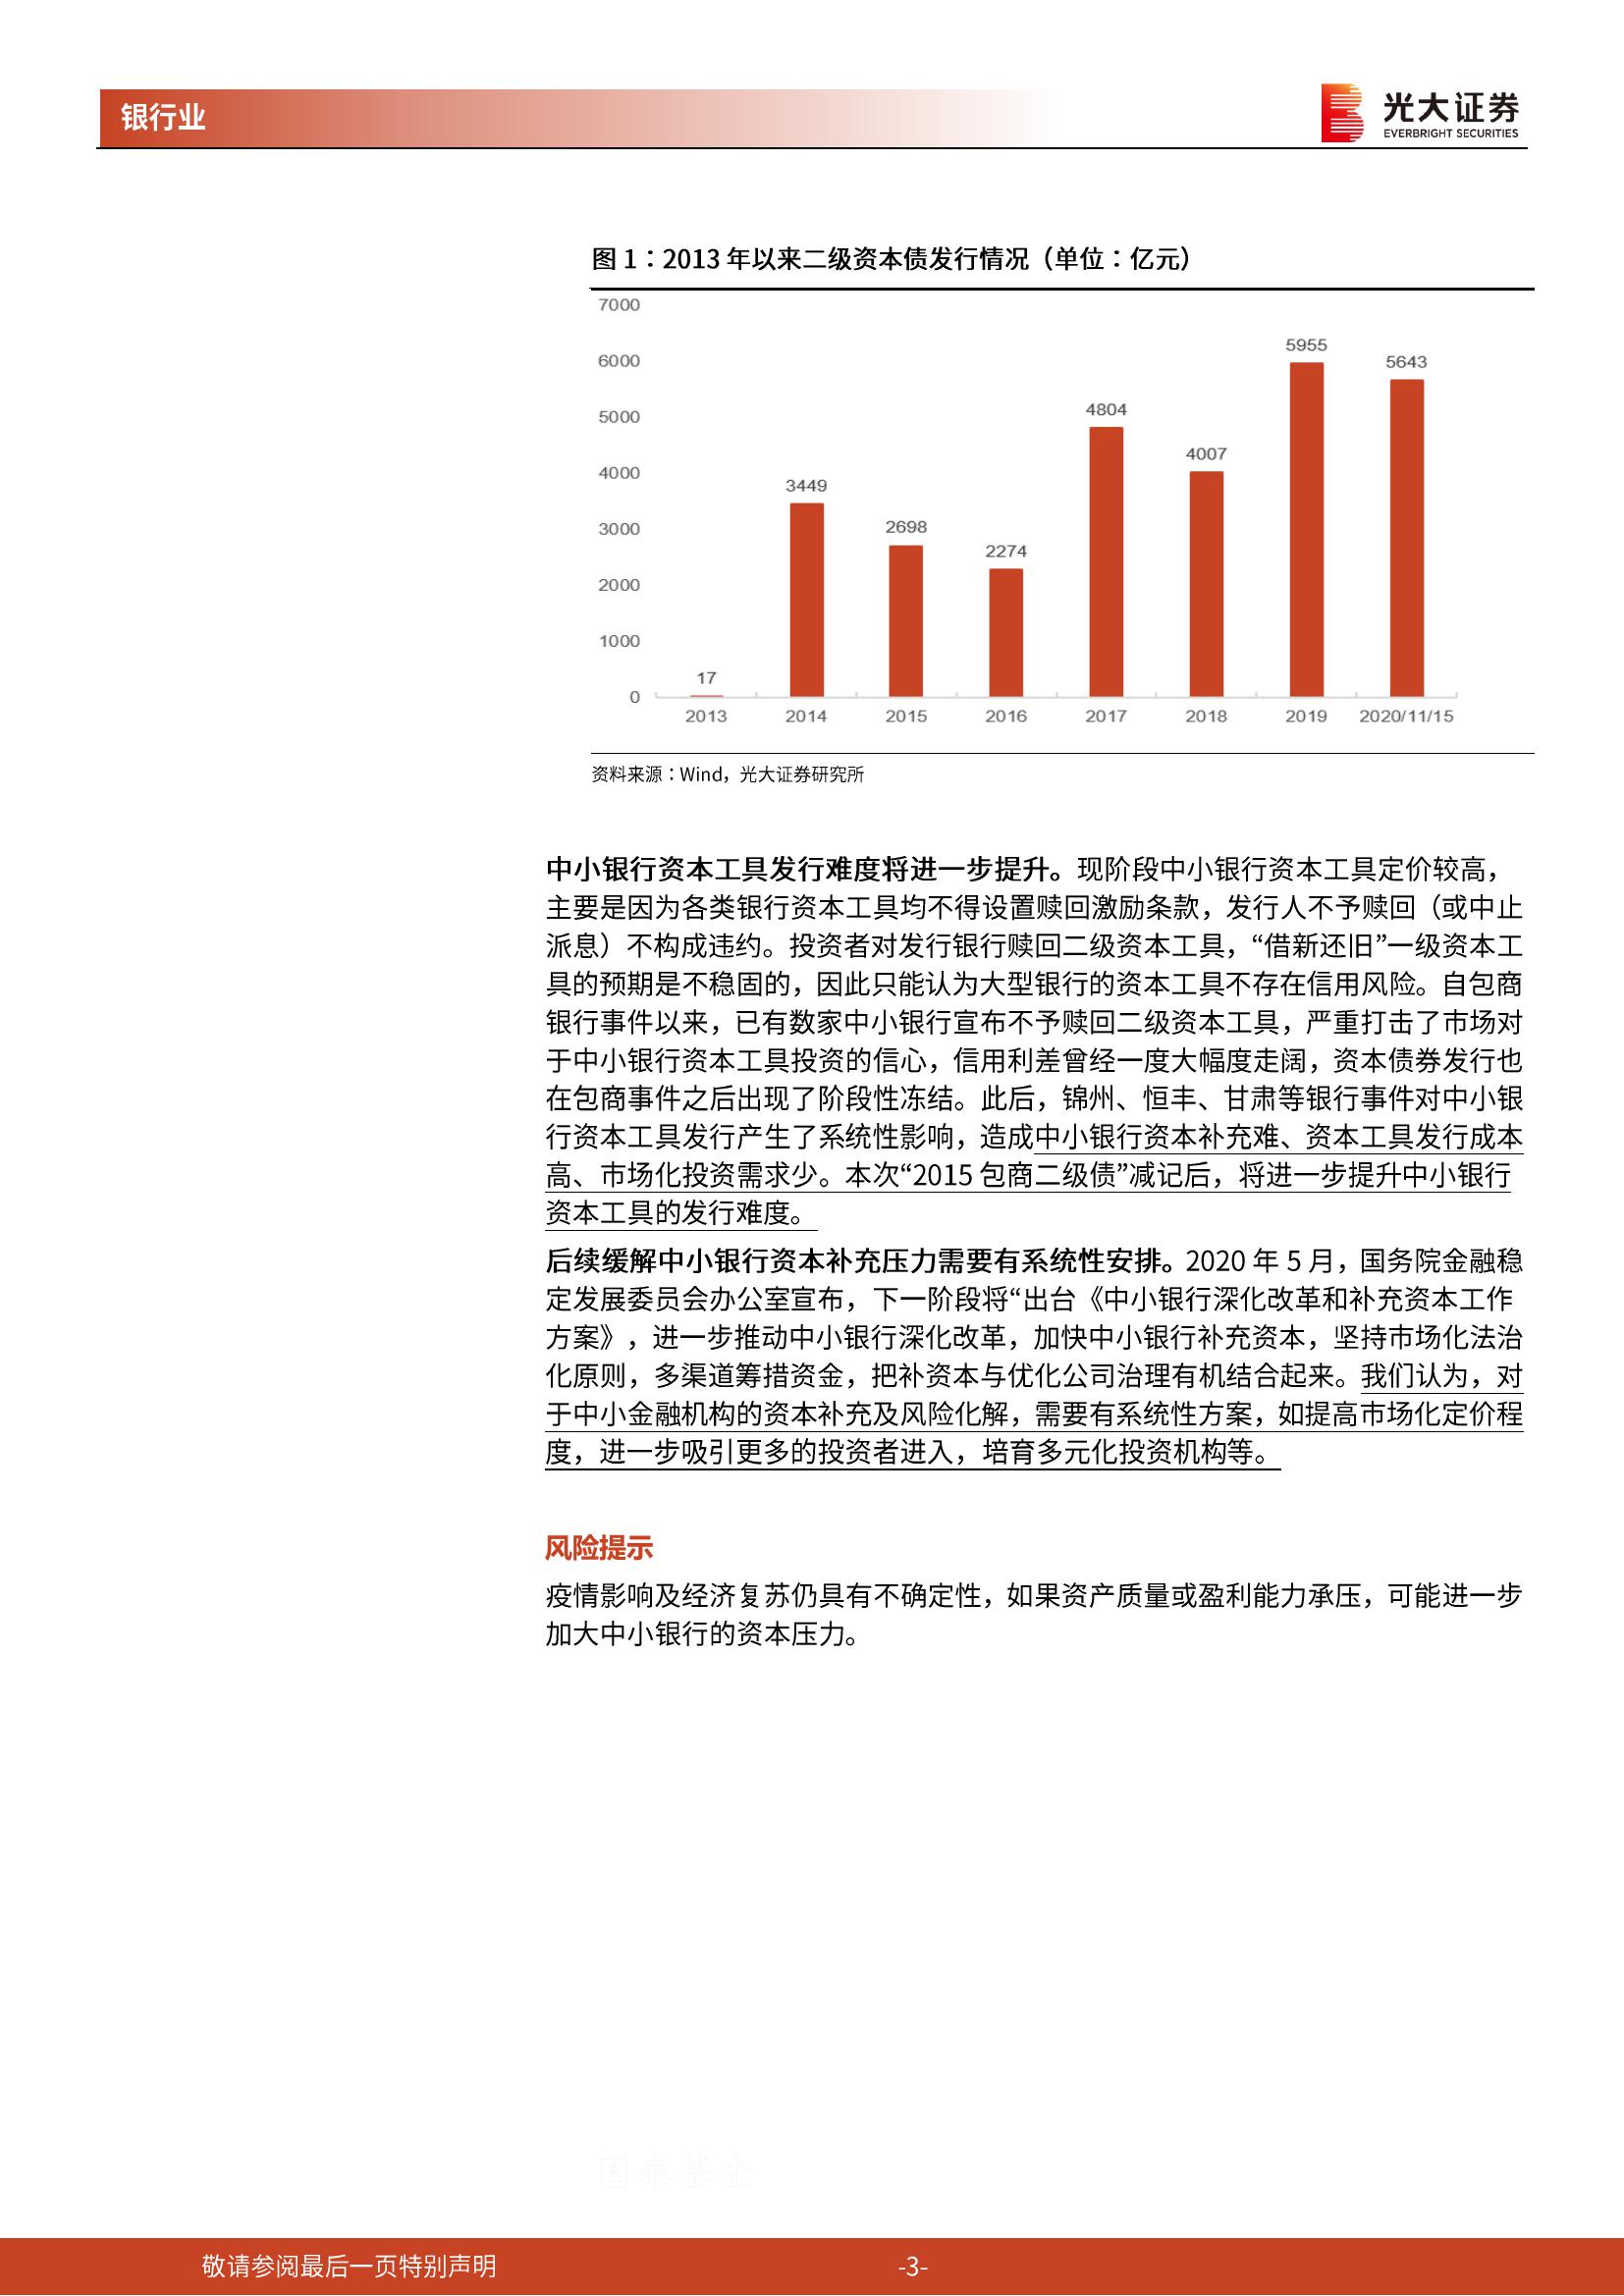 银行业
光大证券
EVERBRIGHT SECURITIES
图 1：2013 年以来二级资本债发行情况（单位：亿元）
7000
6000
5000
4000
3000
2000
1000
0
17
3449
2698
2274
4804
4007
5955
5643
2013 2014 2015 2016 2017 2018 2019 2020/11/15
资料来源：Wind，光大证券研究所
中小银行资本工具发行难度将进一步提升。现阶段中小银行资本工具定价较高，
主要是因为各类银行资本工具均不得设置赎回激励条款，发行人不予赎回（或中止
派息）不构成违约。投资者对发行银行赎回二级资本工具，“借新还旧”一级资本工
具的预期是不稳固的，因此只能认为大型银行的资本工具不存在信用风险。自包商
银行事件以来，已有数家中小银行宣布不予赎回二级资本工具，严重打击了市场对
于中小银行资本工具投资的信心，信用利差曾经一度大幅度走阔，资本债券发行也
在包商事件之后出现了阶段性冻结。此后，锦州、恒丰、甘肃等银行事件对中小银
行资本工具发行产生了系统性影响，造成中小银行资本补充难、资本工具发行成本
高、市场化投资需求少。本次“2015 包商二级债”减记后，将进一步提升中小银行
资本工具的发行难度。
后续缓解中小银行资本补充压力需要有系统性安排。2020 年 5 月，国务院金融稳
定发展委员会办公室宣布，下一阶段将“出台《中小银行深化改革和补充资本工作
方案》，进一步推动中小银行深化改革，加快中小银行补充资本，坚持市场化法治
化原则，多渠道筹措资金，把补资本与优化公司治理有机结合起来。我们认为，对
于中小金融机构的资本补充及风险化解，需要有系统性方案，如提高市场化定价程
度，进一步吸引更多的投资者进入，培育多元化投资机构等。
风险提示
疫情影响及经济复苏仍具有不确定性，如果资产质量或盈利能力承压，可能进一步
加大中小银行的资本压力。
国泰基金
敬请参阅最后一页特别声明
-3-